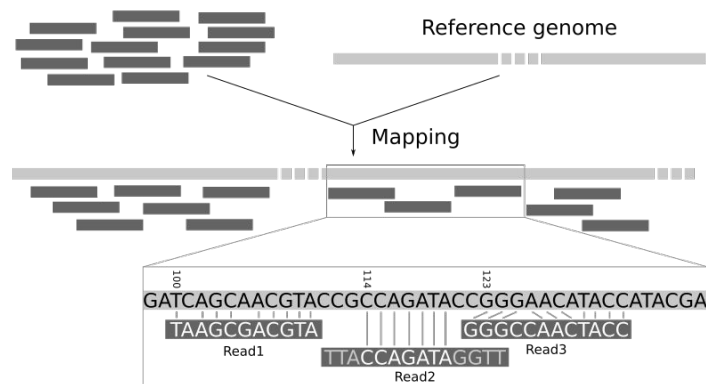 Reference genome
Mapping
100 114 123
GATCAGCAACGTACCGCCAGATACCGGGAACATACCATACGA
TAAGCGACGTA TTACCAGATAGGTT GGGCCAACTACC
Read1 Read2 Read3